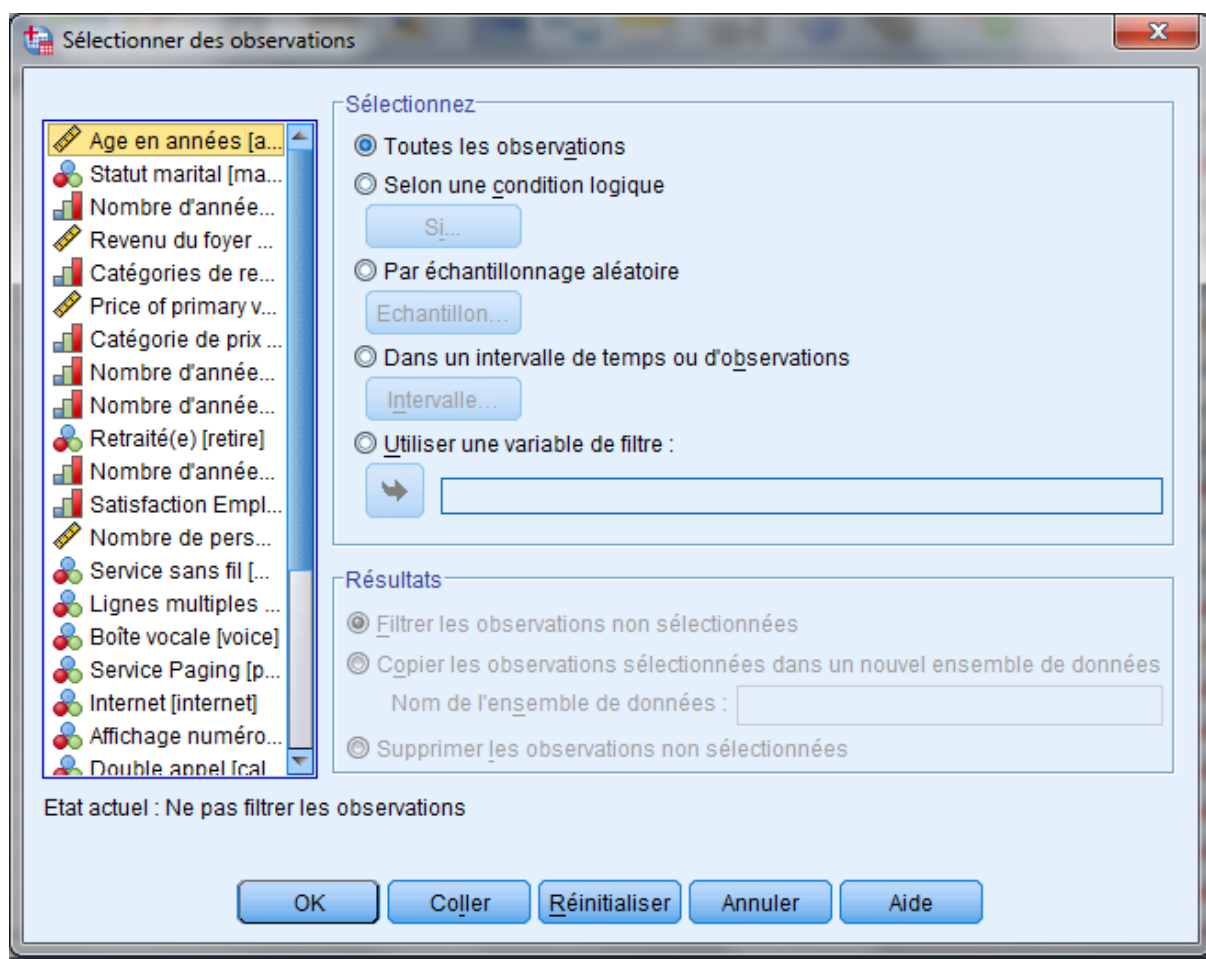 Sélectionner des observations
Age en années [a...
Statut marital [ma...
Nombre d'année...
Revenu du foyer ...
Catégories de re...
Price of primary v...
Catégorie de prix ...
Nombre d'année...
Nombre d'année...
Retraité(e) [retire]
Nombre d'année...
Satisfaction Empl...
Nombre de pers...
Service sans fil [...
Lignes multiples ...
Boîte vocale [voice]
Service Paging [p...
Internet [internet]
Affichage numéro...
Double appel [cal
Sélectionnez
Toutes les observations
Selon une condition logique
Si...
Par échantillonnage aléatoire
Echantillon...
Dans un intervalle de temps ou d'observations
Intervalle...
Utiliser une variable de filtre :
Résultats
Filtrer les observations non sélectionnées
Copier les observations sélectionnées dans un nouvel ensemble de données
Nom de l'ensemble de données :
Supprimer les observations non sélectionnées
Etat actuel : Ne pas filtrer les observations
OK Coller Réinitialiser Annuler Aide